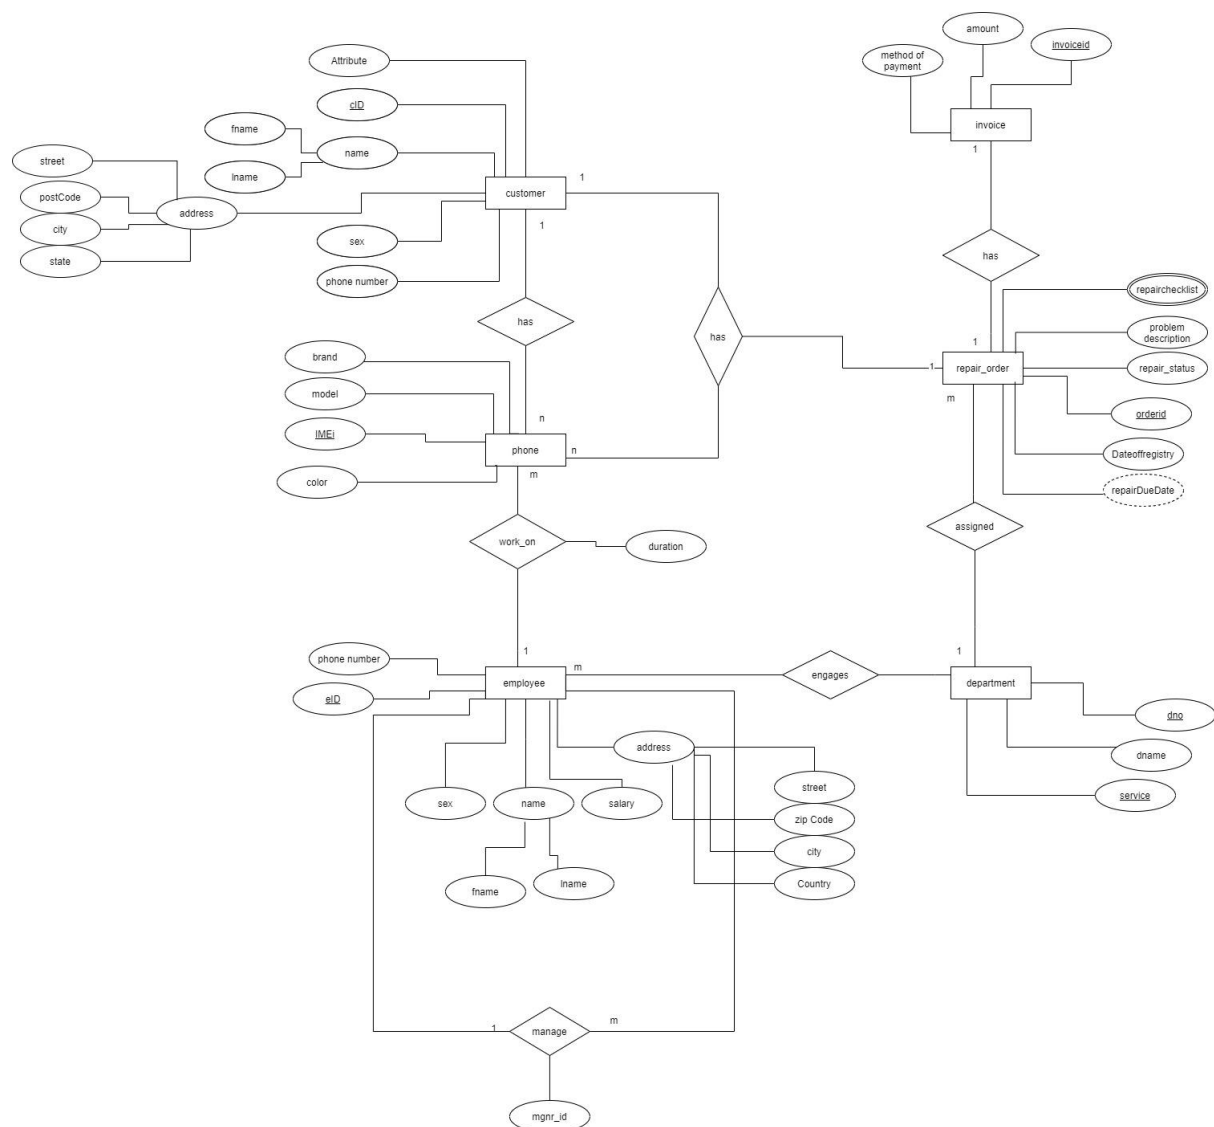 amount
invoiceid
method of
payment
Attribute
cID
invoice
fname
name
1
lname
street
1
customer
postCode
address
1
city
sex
state
has
phone number
repairchecklist
has
problem
description
has
1
brand
1
repair_order
repair_status
model
m
orderid
n
IMEi
phone
n
Dateoffregistry
m
color
repairDueDate
assigned
work_on
duration
1
1
phone number
m
engages
employee
department
eID
dno
address
dname
street
sex
name
salary
service
zip Code
city
fname
lname
Country
m
1
manage
mgnr_id